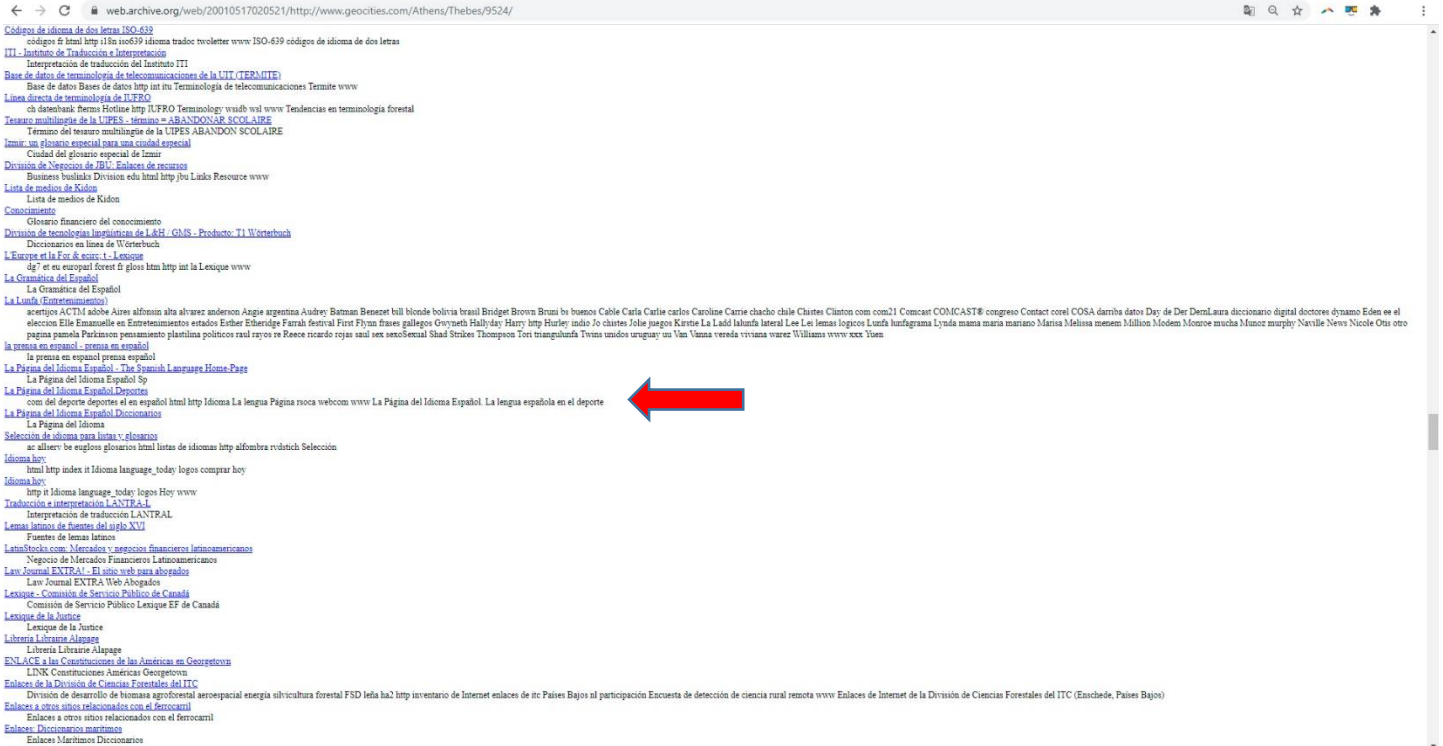 web.archive.org/web/20010517020521/http://www.geocities.com/Athens/Thebes/9524/
Códigos de idioma de dos letras ISO-639
códigos fr html http i18n iso639 idioma tradoc twoletter www ISO-639 códigos de idioma de dos letras
ITI - Instituto de Traducción e Interpretación
Interpretación de traducción del Instituto ITI
Base de datos de terminología de telecomunicaciones de la UIT (TERMITE)
Base de datos Bases de datos http int itu Terminología de telecomunicaciones Termite www
Línea directa de terminología de IUFRO
ch datenbank fterms Hotline http IUFRO Terminology wsidb wsl www Tendencias en terminología forestal
Tesauro multilingüe de la UIPES - término = ABANDONAR SCOLAIRE
Término del tesauro multilingüe de la UIPES ABANDON SCOLAIRE
Izmir: un glosario especial para una ciudad especial
Ciudad del glosario especial de Izmir
División de Negocios de JBU: Enlaces de recursos
Business buslinks Division edu html http jbu Links Resource www
Lista de medios de Kidon
Lista de medios de Kidon
Conocimiento
Glosario financiero del conocimiento
División de tecnologías lingüísticas de L&H / GMS - Producto: T1 Wörterbuch
Diccionarios en línea de Wörterbuch
L'Europe et la For & ecirc; t - Lexique
dg7 et eu europarl forest fr gloss htm http int la Lexique www
La Gramática del Español
La Gramática del Español
La Lunfa (Entretenimientos)
acertijos ACTM adobe Aires alfonsin alta alvarez anderson Angie argentina Audrey Batman Benezet bill blonde bolivia brasil Bridget Brown Bruni bs buenos Cable Carla Carlie carlos Caroline Carrie chacho chile Chistes Clinton com com21 Comcast COMCAST® congreso Contact corel COSA darriba datos Day de Der DernLaura diccionario digital doctores dynamo Eden ee el
eleccion Elle Emanuelle en Entretenimientos estados Esther Etheridge Farrah festival First Flynn frases gallegos Gwyneth Hallyday Harry http Hurley indio Jo chistes Jolie juegos Kirstie La Ladd lalunfa lateral Lee Lei lemas logicos Lunfa lunfagrama Lynda mama maria mariano Marisa Melissa menem Million Modem Monroe mucha Munoz murphy Naville News Nicole Otis otro
pagina pamela Parkinson pensamiento plastilina politicos raul rayos re Reece ricardo rojas saul sex sexoSexual Shad Strikes Thompson Tori triangulunfa Twins unidos uruguay uu Van Vanna vereda viviana warez Williams www xxx Yuen
la prensa en espanol - prensa en español
la prensa en espanol prensa español
La Página del Idioma Español - The Spanish Language Home-Page
La Página del Idioma Español Sp
La Página del Idioma Español.Deportes
com del deporte deportes el en español html http Idioma La lengua Página rsoca webcom www La Página del Idioma Español. La lengua española en el deporte
La Página del Idioma Español.Diccionarios
La Página del Idioma
Selección de idioma para listas y glosarios
ac allserv be eugloss glosarios html listas de idiomas http alfombra rvdstich Selección
Idioma hoy
html http index it Idioma language_today logos comprar hoy
Idioma hoy
http it Idioma language_today logos Hoy www
Traducción e interpretación LANTRA-L
Interpretación de traducción LANTRAL
Lemas latinos de fuentes del siglo XVI
Fuentes de lemas latinos
LatinStocks.com: Mercados y negocios financieros latinoamericanos
Negocio de Mercados Financieros Latinoamericanos
Law Journal EXTRA! - El sitio web para abogados
Law Journal EXTRA Web Abogados
Lexique - Comisión de Servicio Público de Canadá
Comisión de Servicio Público Lexique EF de Canadá
Lexique de la Justice
Lexique de la Justice
Librería Librairie Alapage
Librería Librairie Alapage
ENLACE a las Constituciones de las Américas en Georgetown
LINK Constituciones Américas Georgetown
Enlaces de la División de Ciencias Forestales del ITC
División de desarrollo de biomasa agroforestal aeroespacial energía silvicultura forestal FSD leña ha2 http inventario de Internet enlaces de itc Países Bajos nl participación Encuesta de detección de ciencia rural remota www Enlaces de Internet de la División de Ciencias Forestales del ITC (Enschede, Países Bajos)
Enlaces a otros sitios relacionados con el ferrocarril
Enlaces a otros sitios relacionados con el ferrocarril
Enlaces: Diccionarios marítimos
Enlaces Marítimos Diccionarios